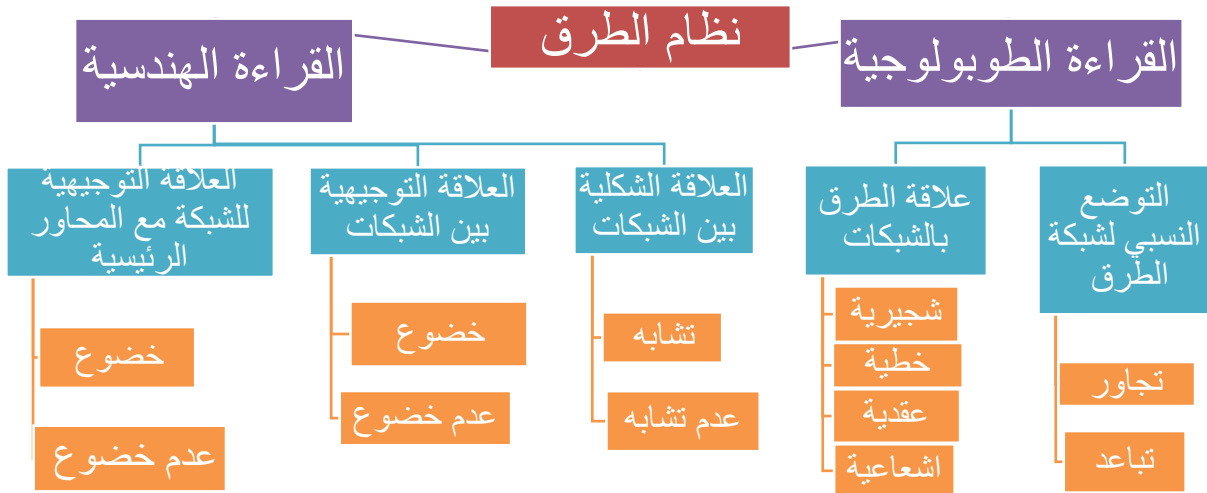 نظام الطرق
القراءة الطوبولوجية
القراءة الهندسية
التوضع
النسبي لشبكة
الطرق
تجاور
تباعد
علاقة الطرق
بالشبكات
شجيرية
خطية
عقدية
اشعاعية
العلاقة الشكلية
بين الشبكات
تشابه
عدم تشابه
العلاقة التوجيهية
بين الشبكات
خضوع
عدم خضوع
العلاقة التوجيهية
للشبكة مع المحاور
الرئيسية
خضوع
عدم خضوع